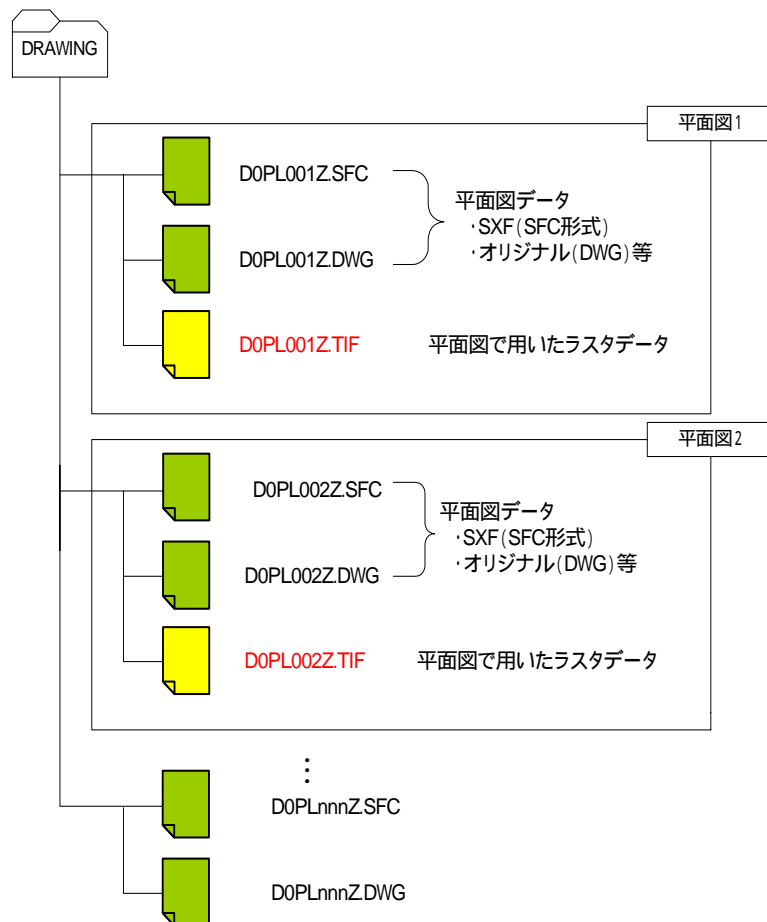 DRAWING
平面図1
D0PL001Z.SFC
平面図データ
・SXF(SFC形式)
・オリジナル(DWG)等
D0PL001Z.DWG
D0PL001Z.TIF
平面図で用いたラスタデータ
平面図2
D0PL002Z.SFC
平面図データ
・SXF(SFC形式)
・オリジナル(DWG)等
D0PL002Z.DWG
D0PL002Z.TIF
平面図で用いたラスタデータ
⋮
D0PLnnnZ.SFC
D0PLnnnZ.DWG